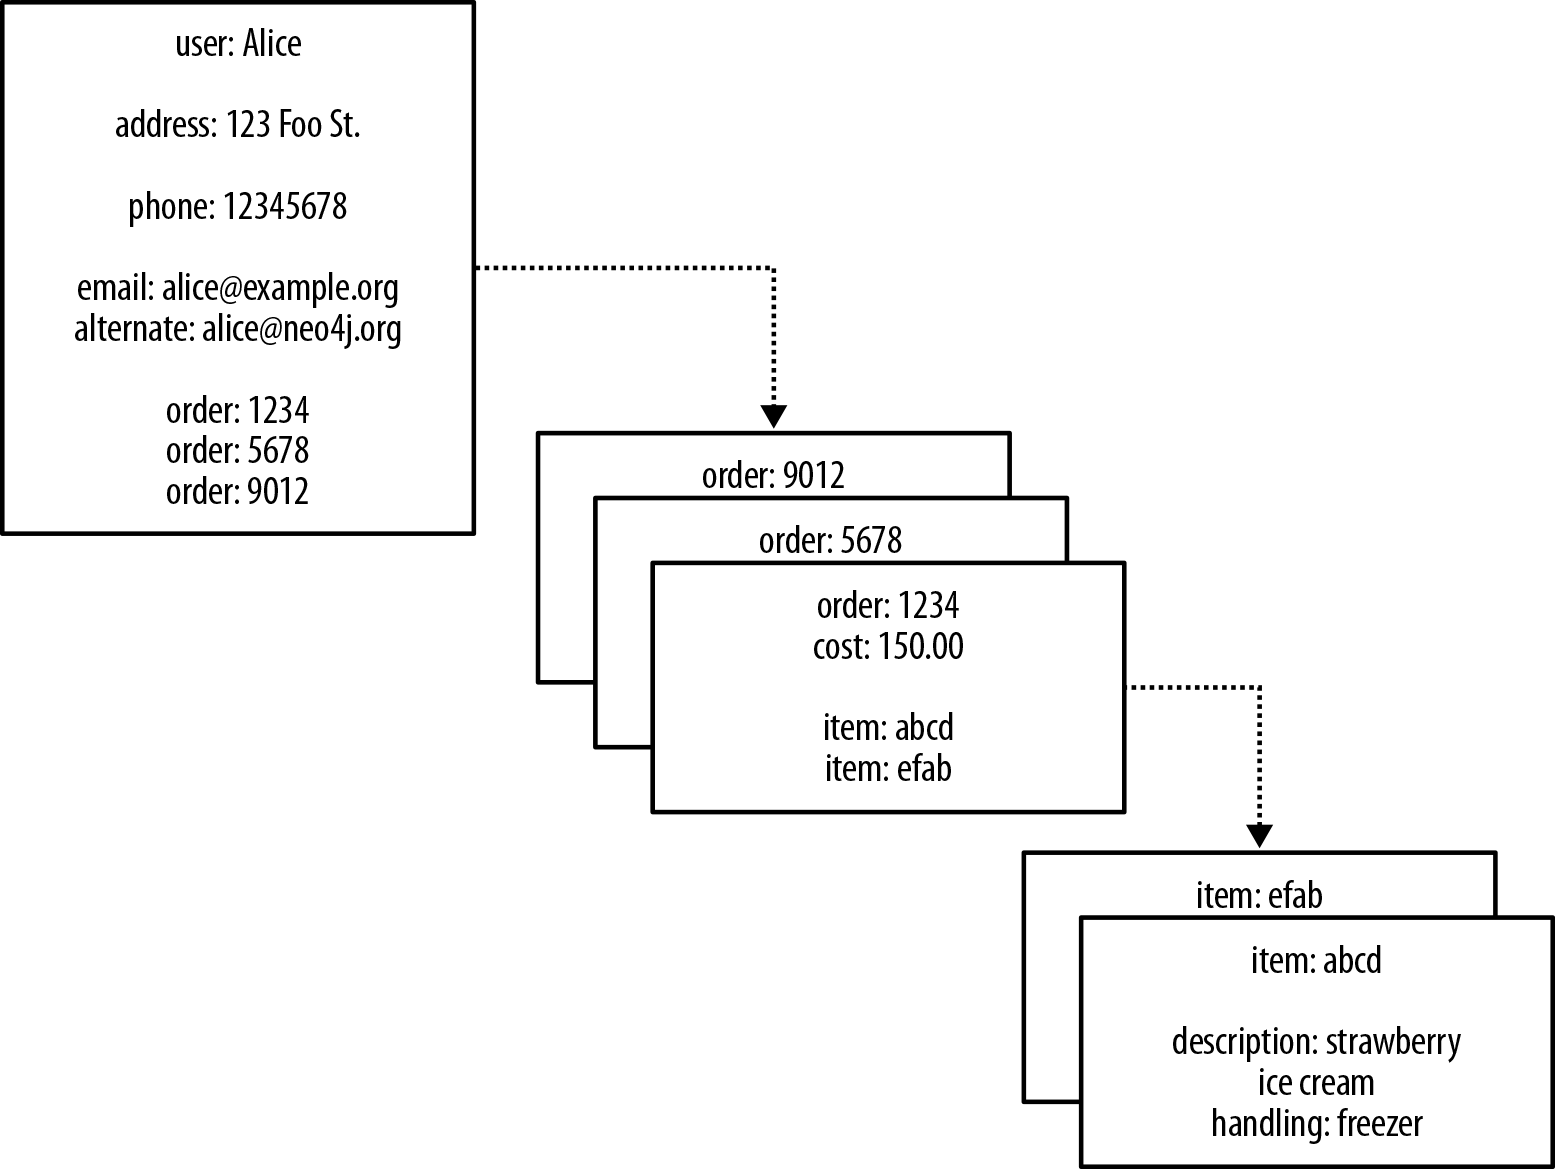 user: Alice
address: 123 Foo St.
phone: 12345678
email: alice@example.org
alternate: alice@neo4j.org
order: 1234
order: 5678
order: 9012
order: 9012
order: 5678
order: 1234
cost: 150.00
item: abcd
item: efab
item: efab
item: abcd
description: strawberry
ice cream
handling: freezer